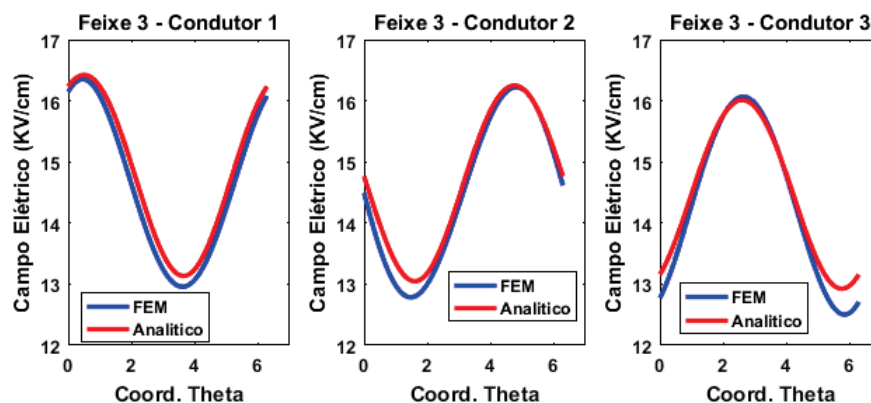 Feixe 3 - Condutor 1
Campo Elétrico (KV/cm)
17
16
15
14
13
12
FEM
Analitico
0 2 4 6
Coord. Theta
Feixe 3 - Condutor 2
Campo Elétrico (KV/cm)
17
16
15
14
13
12
FEM
Analitico
0 2 4 6
Coord. Theta
Feixe 3 - Condutor 3
Campo Elétrico (KV/cm)
17
16
15
14
13
12
FEM
Analitico
0 2 4 6
Coord. Theta